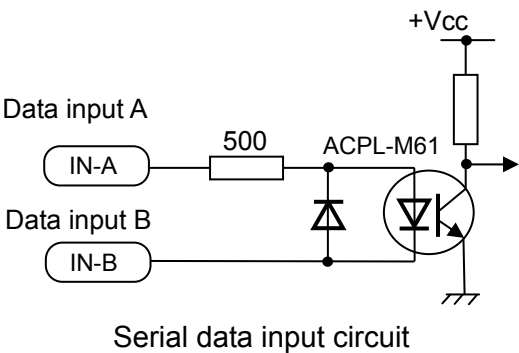 +Vcc
Data input A
500
ACPL-M61
IN-A
Data input B
IN-B
Serial data input circuit